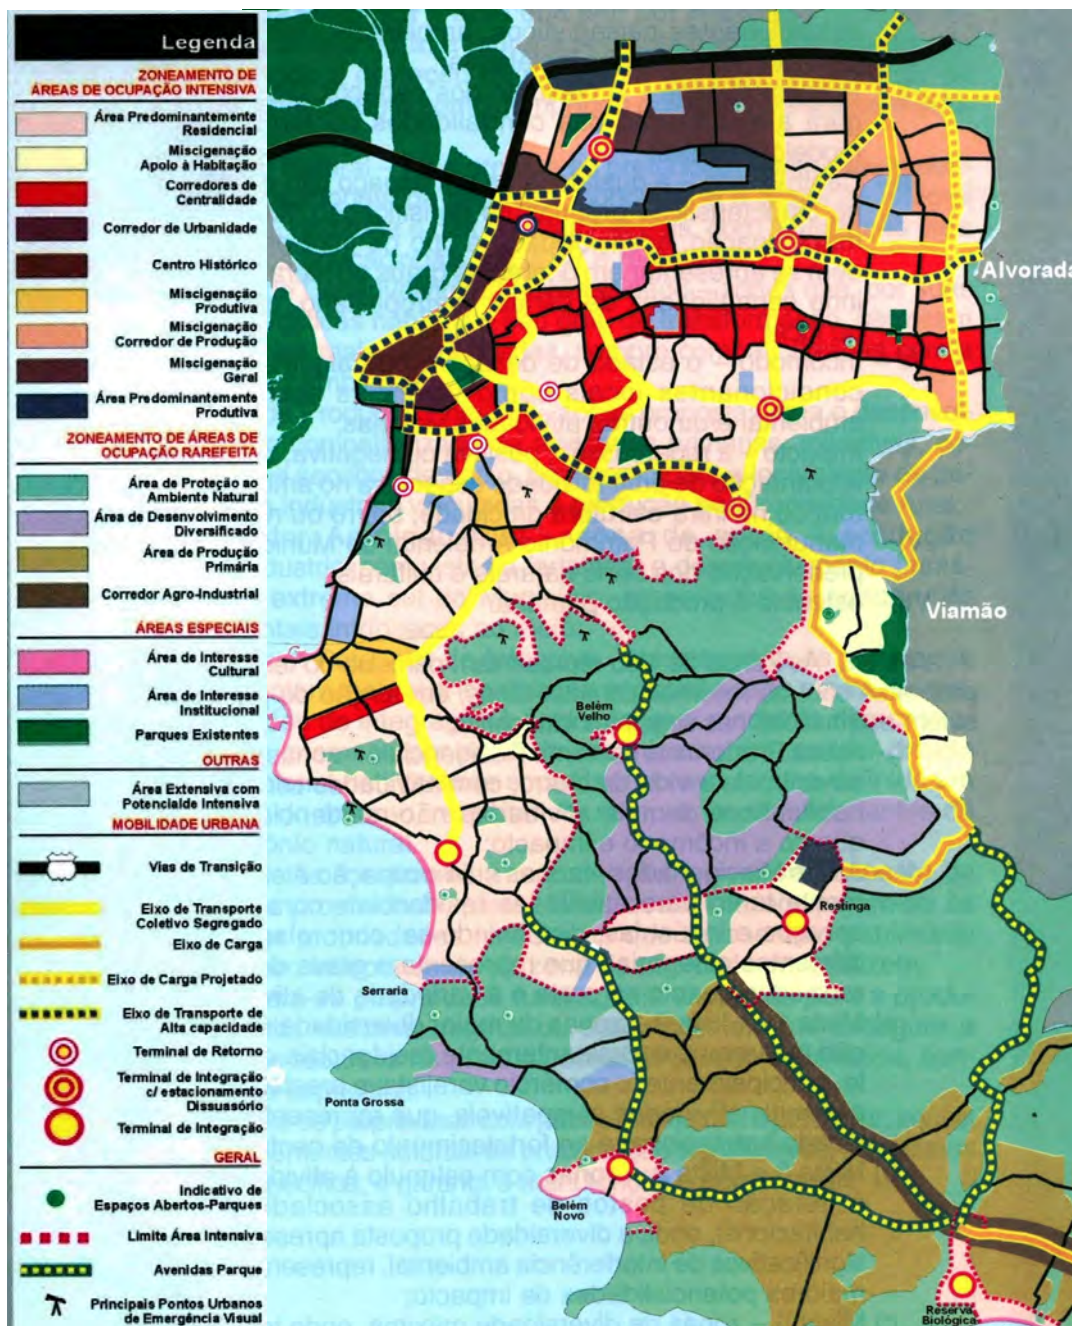 Legenda
ZONEAMENTO DE
ÁREAS DE OCUPAÇÃO INTENSIVA
Área Predominantemente
Residencial
Miscigenação
Apolo à Habitação
Corredores de
Centralidade
Corredor de Urbanidade
Centro Histórico
Miscigenação
Produtiva
Miscigenação
Corredor de Produção
Miscigenação
Geral
Área Predominantemente
Produtiva
ZONEAMENTO DE ÁREAS DE
OCUPAÇÃO RAREFEITA
Área de Proteção ao
Ambiente Natural
Área de Desenvolvimento
Diversificado
Área de Produção
Primária
Corredor Agro-Industrial
ÁREAS ESPECIAIS
Área de Interesse
Cultural
Área de Interesse
Institucional
Parques Existentes
OUTRAS
Área Extensiva com
Potencialde Intensiva
MOBILIDADE URBANA
Vias de Transição
Eixo de Transporte
Coletivo Segregado
Eixo de Carga
Eixo de Carga Projetado
Eixo de Transporte de
Alta capacidade
Terminal de Retorno
Terminal de Integração
c/ estacionamento
Dissussório
Terminal de Integração
GERAL
Indicativo de
Espaços Abertos-Parques
Limite Área Intensiva
Avenidas Parque
Principais Pontos Urbanos
de Emergência Visual
Alvorada
Viamão
Belém
Velho
Restinga
Serraria
Ponta Grossa
Belém
Novo
Reserva
Biológica